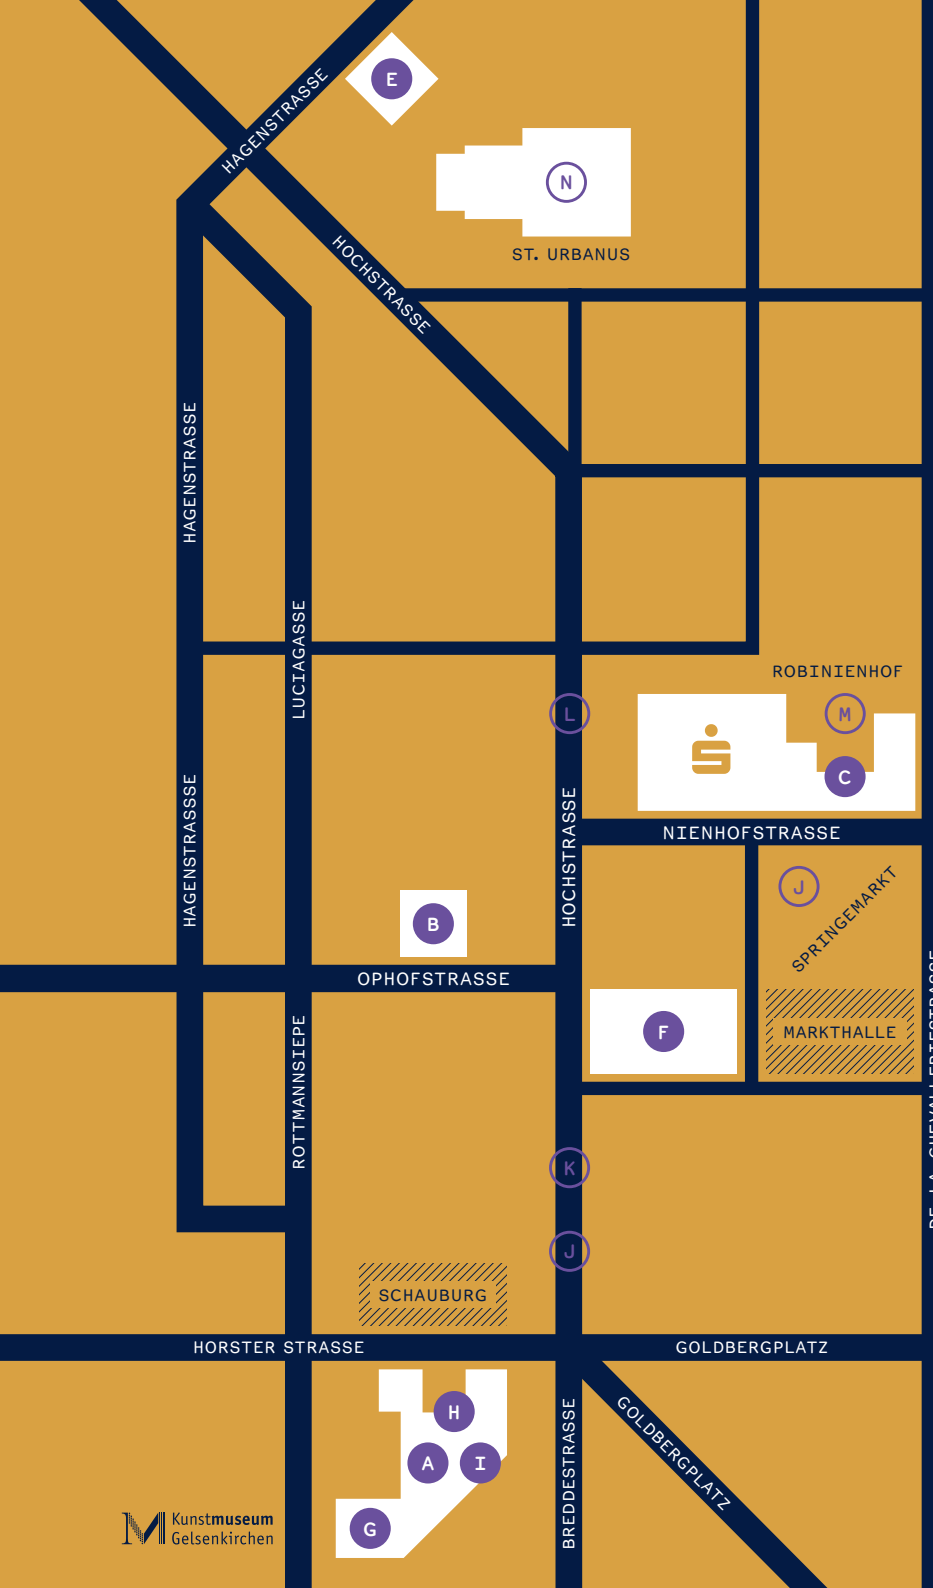 E
HAGENSTRASSE
N
ST. URBANUS
HOCHSTRASSE
HAGENSTRASSE
LUCIAGASSE
ROBINIENHOF
L
M
C
HAGENSTRASSSE
HOCHSTRASSE
NIENHOFSTRASSE
J
SPRINGEMARKT
B
OPHOFSTRASSE
F
MARKTHALLE
ROTTMANNSIEPE
K
J
SCHAUBURG
HORSTER STRASSE
GOLDBERGPLATZ
H
A
I
G
BREDDESTRASSE
GOLDBERGPLATZ
Kunstmuseum
Gelsenkirchen